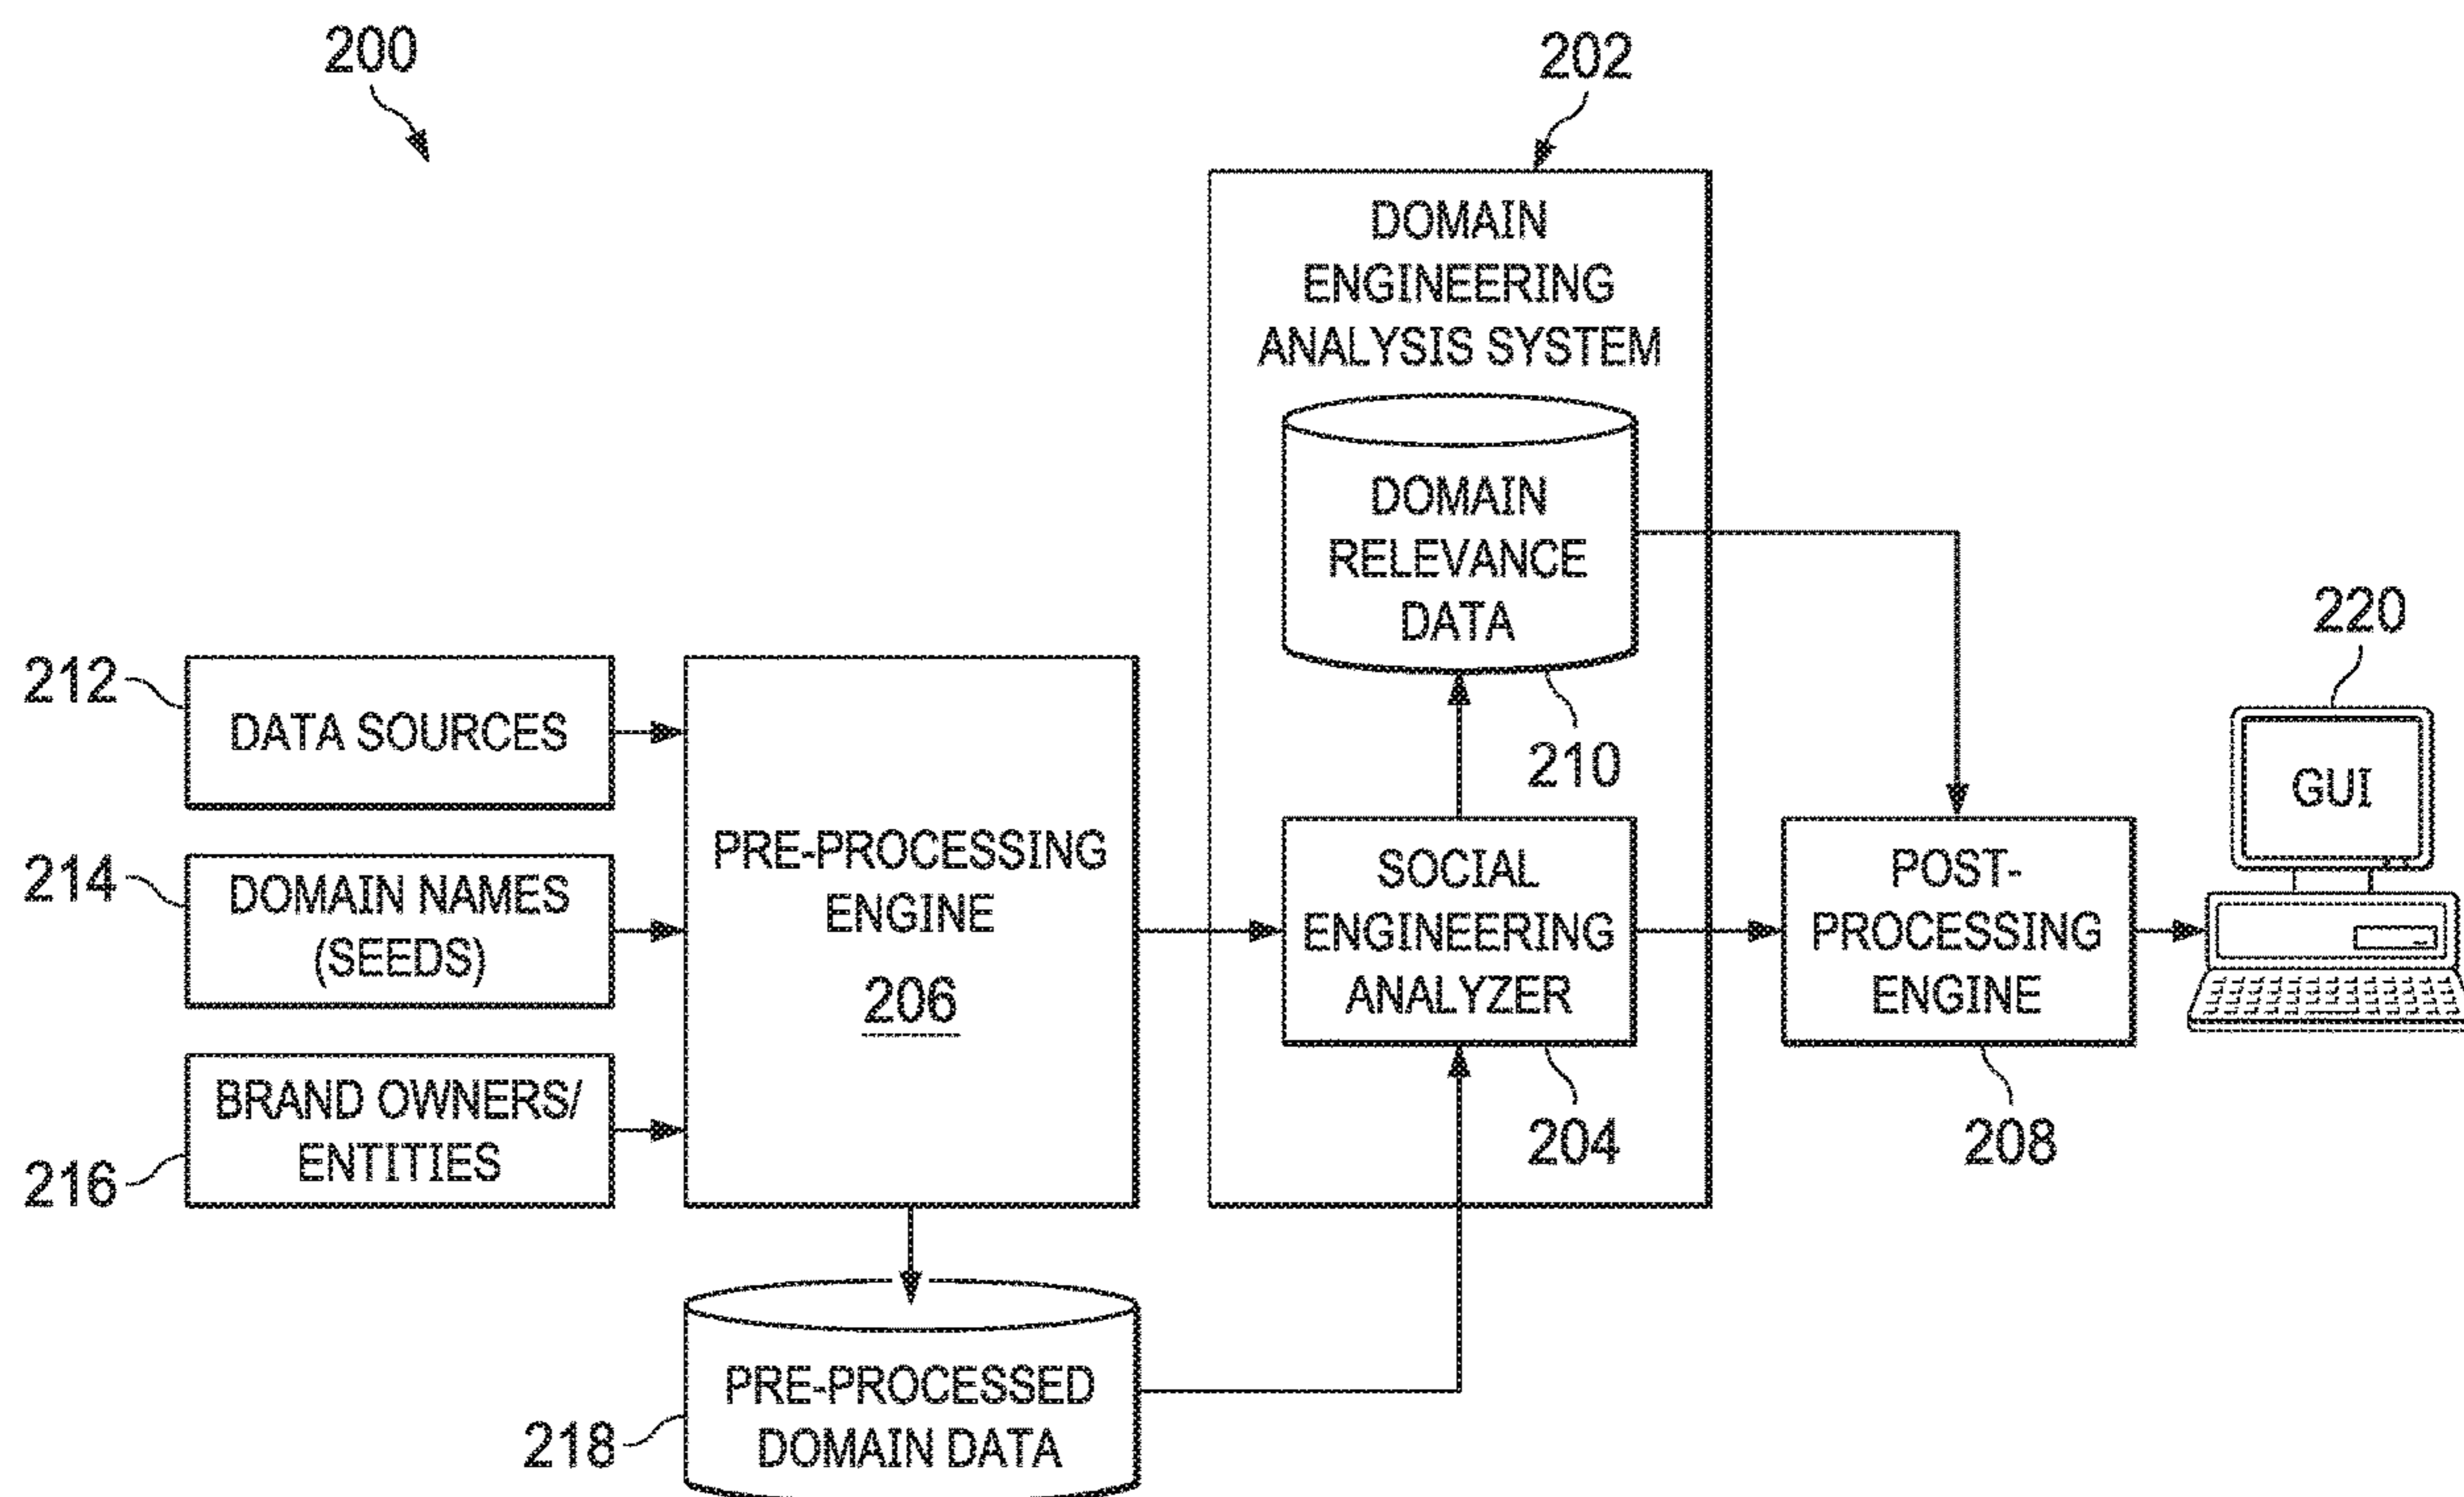 200
202
DOMAIN
ENGINEERING
ANALYSIS SYSTEM
DOMAIN
RELEVANCE
DATA
210
220
GUI
212
DATA SOURCES
214
DOMAIN NAMES
(SEEDS)
216
BRAND OWNERS/
ENTITIES
PRE-PROCESSING
ENGINE
206
SOCIAL
ENGINEERING
ANALYZER
204
POST-
PROCESSING
ENGINE
208
218
PRE-PROCESSED
DOMAIN DATA